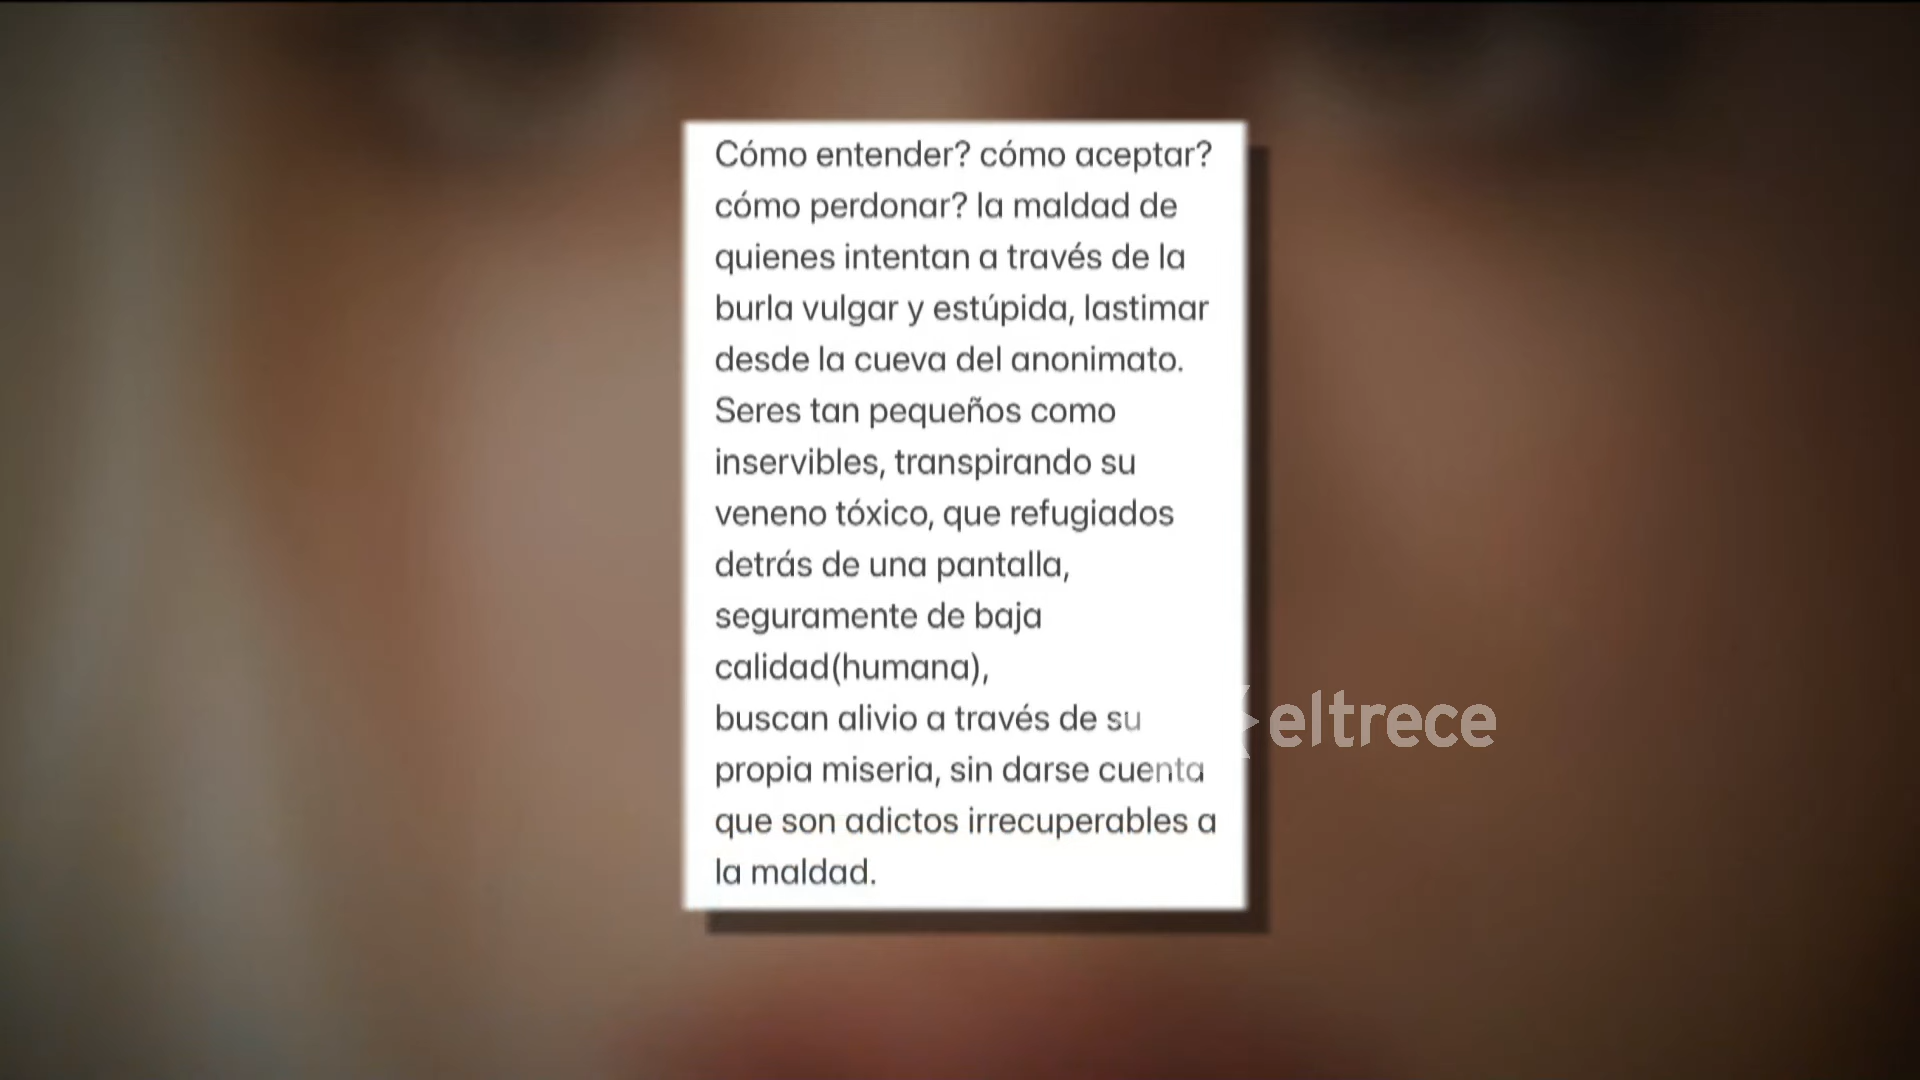 Cómo entender? cómo aceptar?
cómo perdonar? la maldad de
quienes intentan a través de la
burla vulgar y estúpida, lastimar
desde la cueva del anonimato.
Seres tan pequeños como
inservibles, transpirando su
veneno tóxico, que refugiados
detrás de una pantalla,
seguramente de baja
calidad(humana),
buscan alivio a través de su
propia miseria, sin darse cuenta
que son adictos irrecuperables a
la maldad.
eltrece